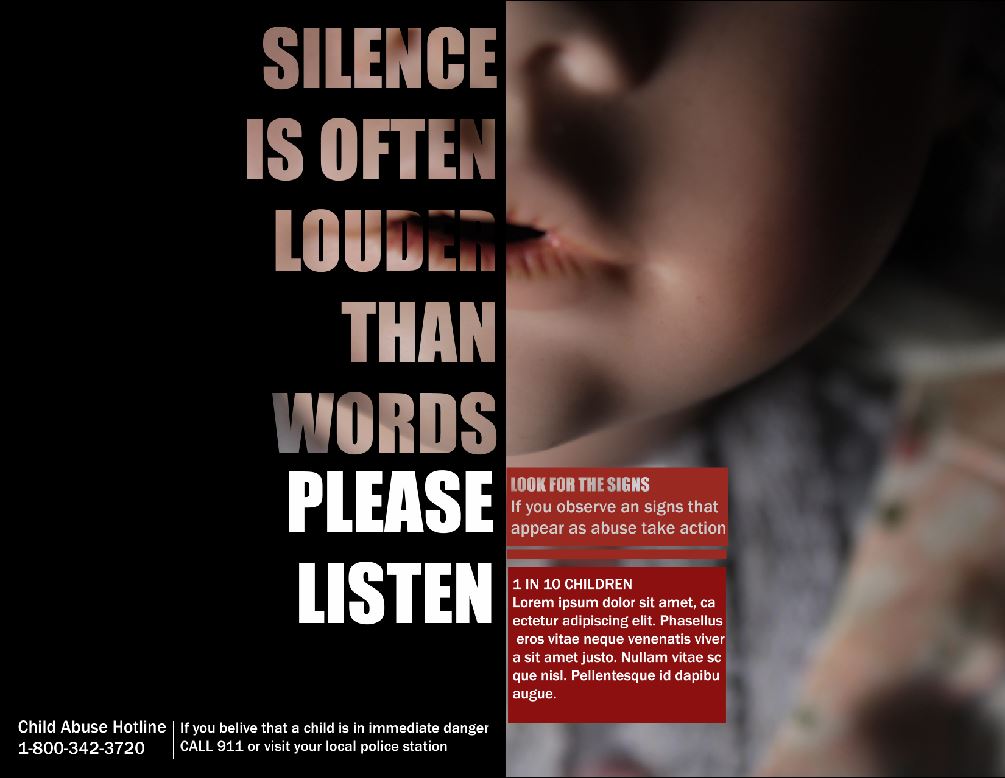 SILENCE
IS OFTEN
LOUDER
THAN
WORDS
PLEASE
LISTEN
LOOK FOR THE SIGNS
If you observe an signs that
appear as abuse take action
1 IN 10 CHILDREN
Lorem ipsum dolor sit amet, ca
ectetur adipiscing elit. Phasellus
eros vitae neque venenatis viver
a sit amet justo. Nullam vitae sc
que nisl. Pellentesque id dapibu
augue.
Child Abuse Hotline
1-800-342-3720
If you belive that a child is in immediate danger
CALL 911 or visit your local police station